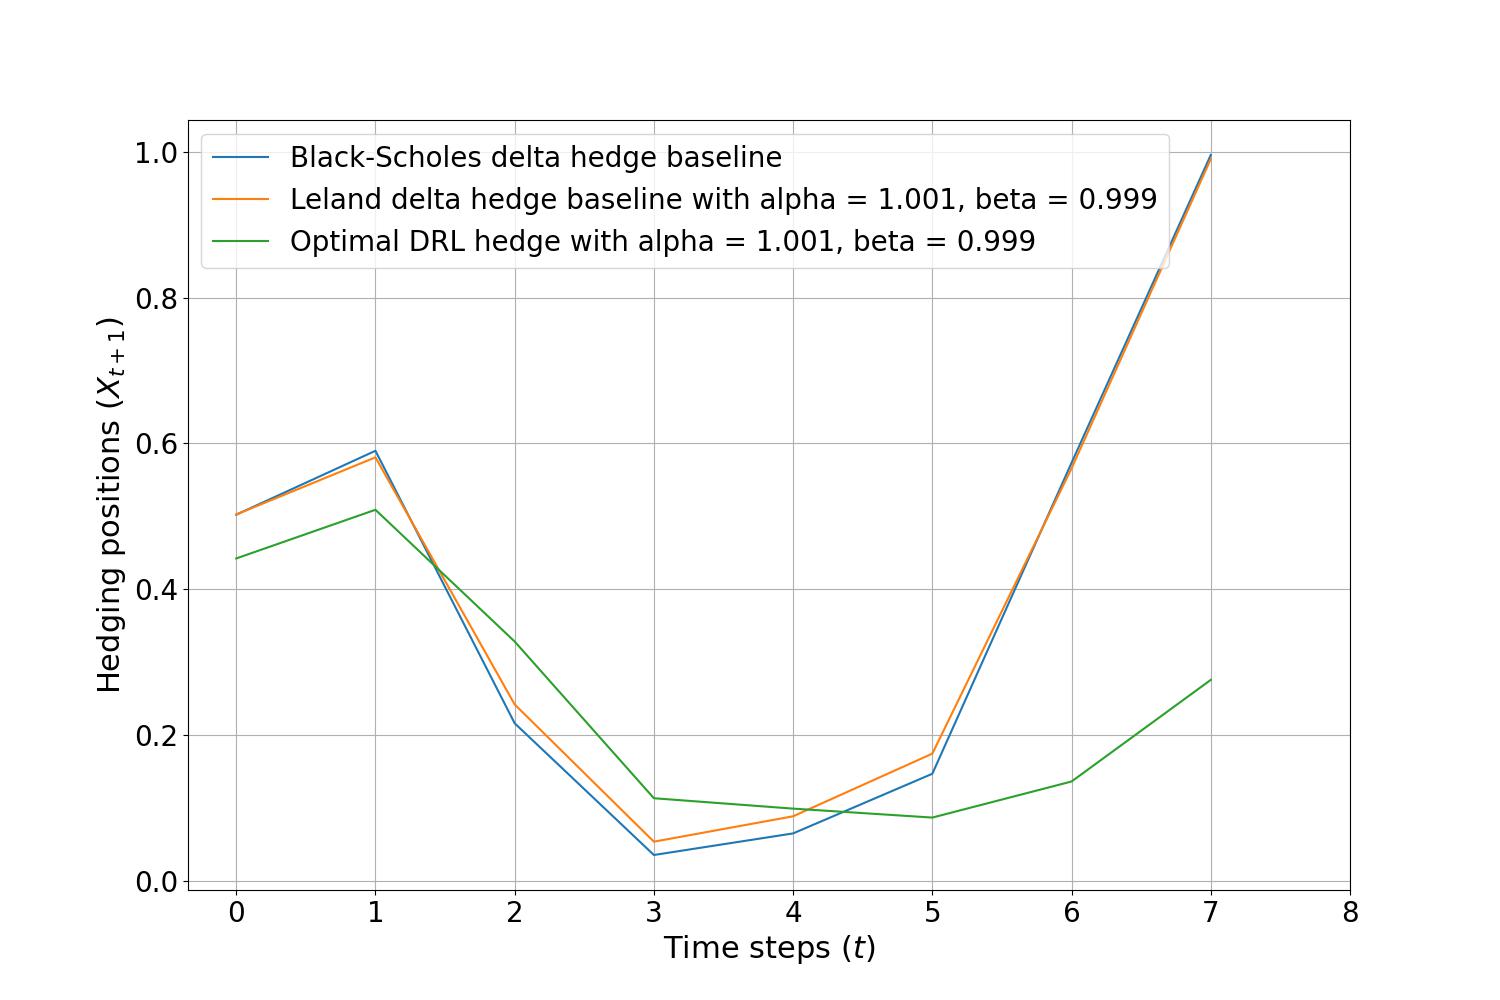 Black-Scholes delta hedge baseline
Leland delta hedge baseline with alpha = 1.001, beta = 0.999
Optimal DRL hedge with alpha = 1.001, beta = 0.999
1.0
0.8
0.6
0.4
0.2
0.0
Hedging positions (X_{t+1})
0 1 2 3 4 5 6 7 8
Time steps (t)